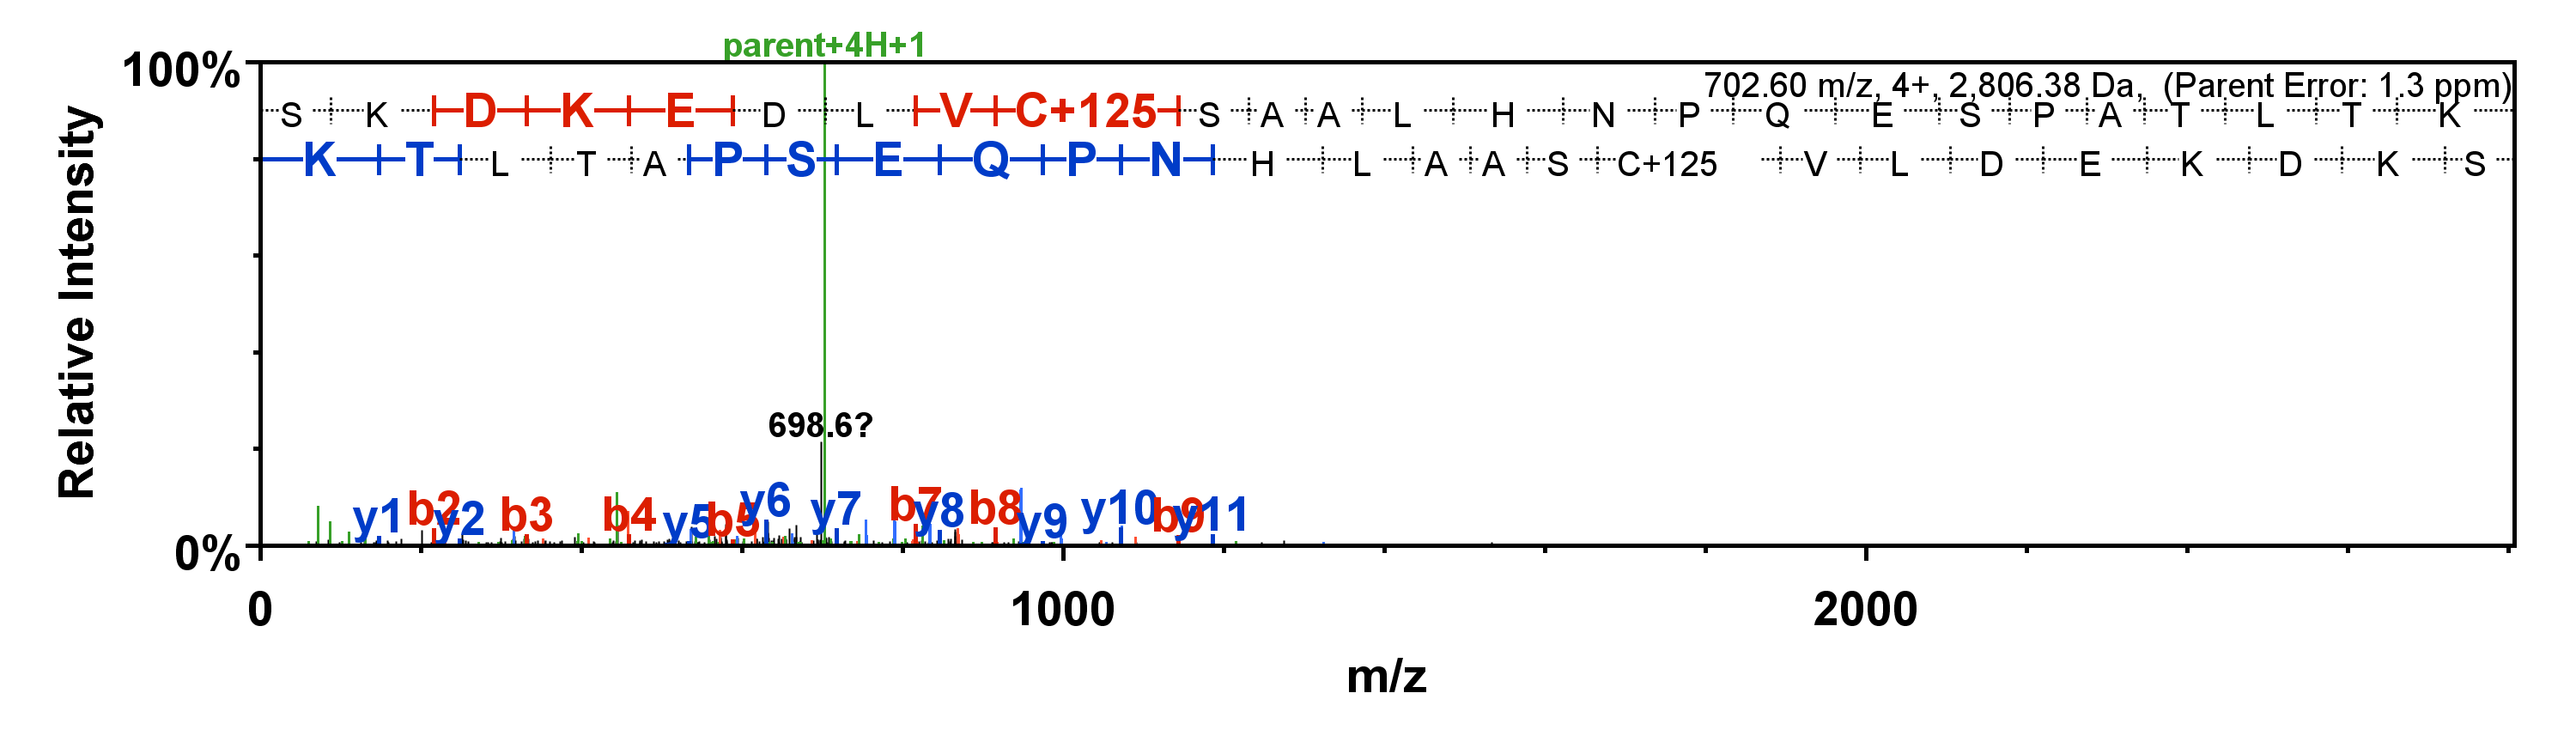 parent+4H+1
100%
702.60 m/z, 4+, 2,806.38 Da, (Parent Error: 1.3 ppm)
S K D K E D L V C+125 S A A L H N P Q E S P A T L T K
K T L T A P S E Q P N H L A A S C+125 V L D E K D K S
Relative Intensity
698.6?
y1 b2 y2 b3 b4 y5 b5 y6 y7 b7 y8 b8 y9 y10 b9 y11
0%
0 1000 2000
m/z